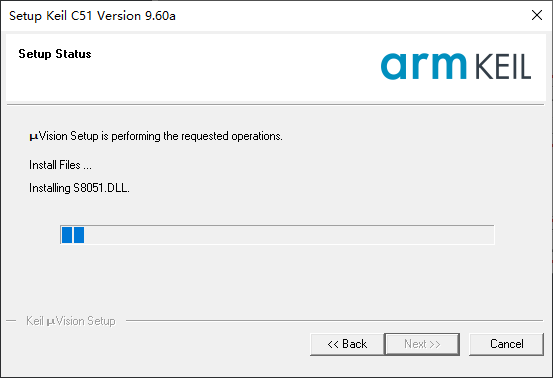 Setup Keil C51 Version 9.60a
Setup Status
arm KEIL
µVision Setup is performing the requested operations.
Install Files ...
Installing S8051.DLL.
Keil µVision Setup
<< Back
Next >>
Cancel